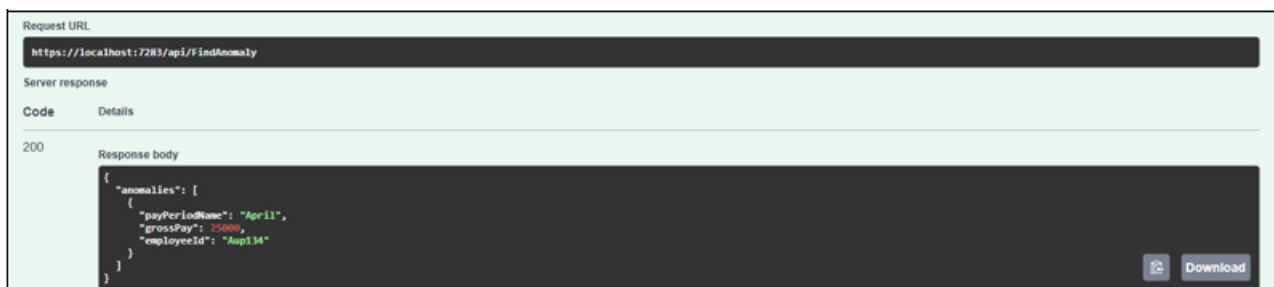 Request URL
https://localhost:7283/api/FindAnomaly
Server response
Code Details
200
Response body
{
"anomalies": [
{
"payPeriodName": "April",
"grossPay": 25000,
"employeeId": "Aup134"
}
]
}
Download